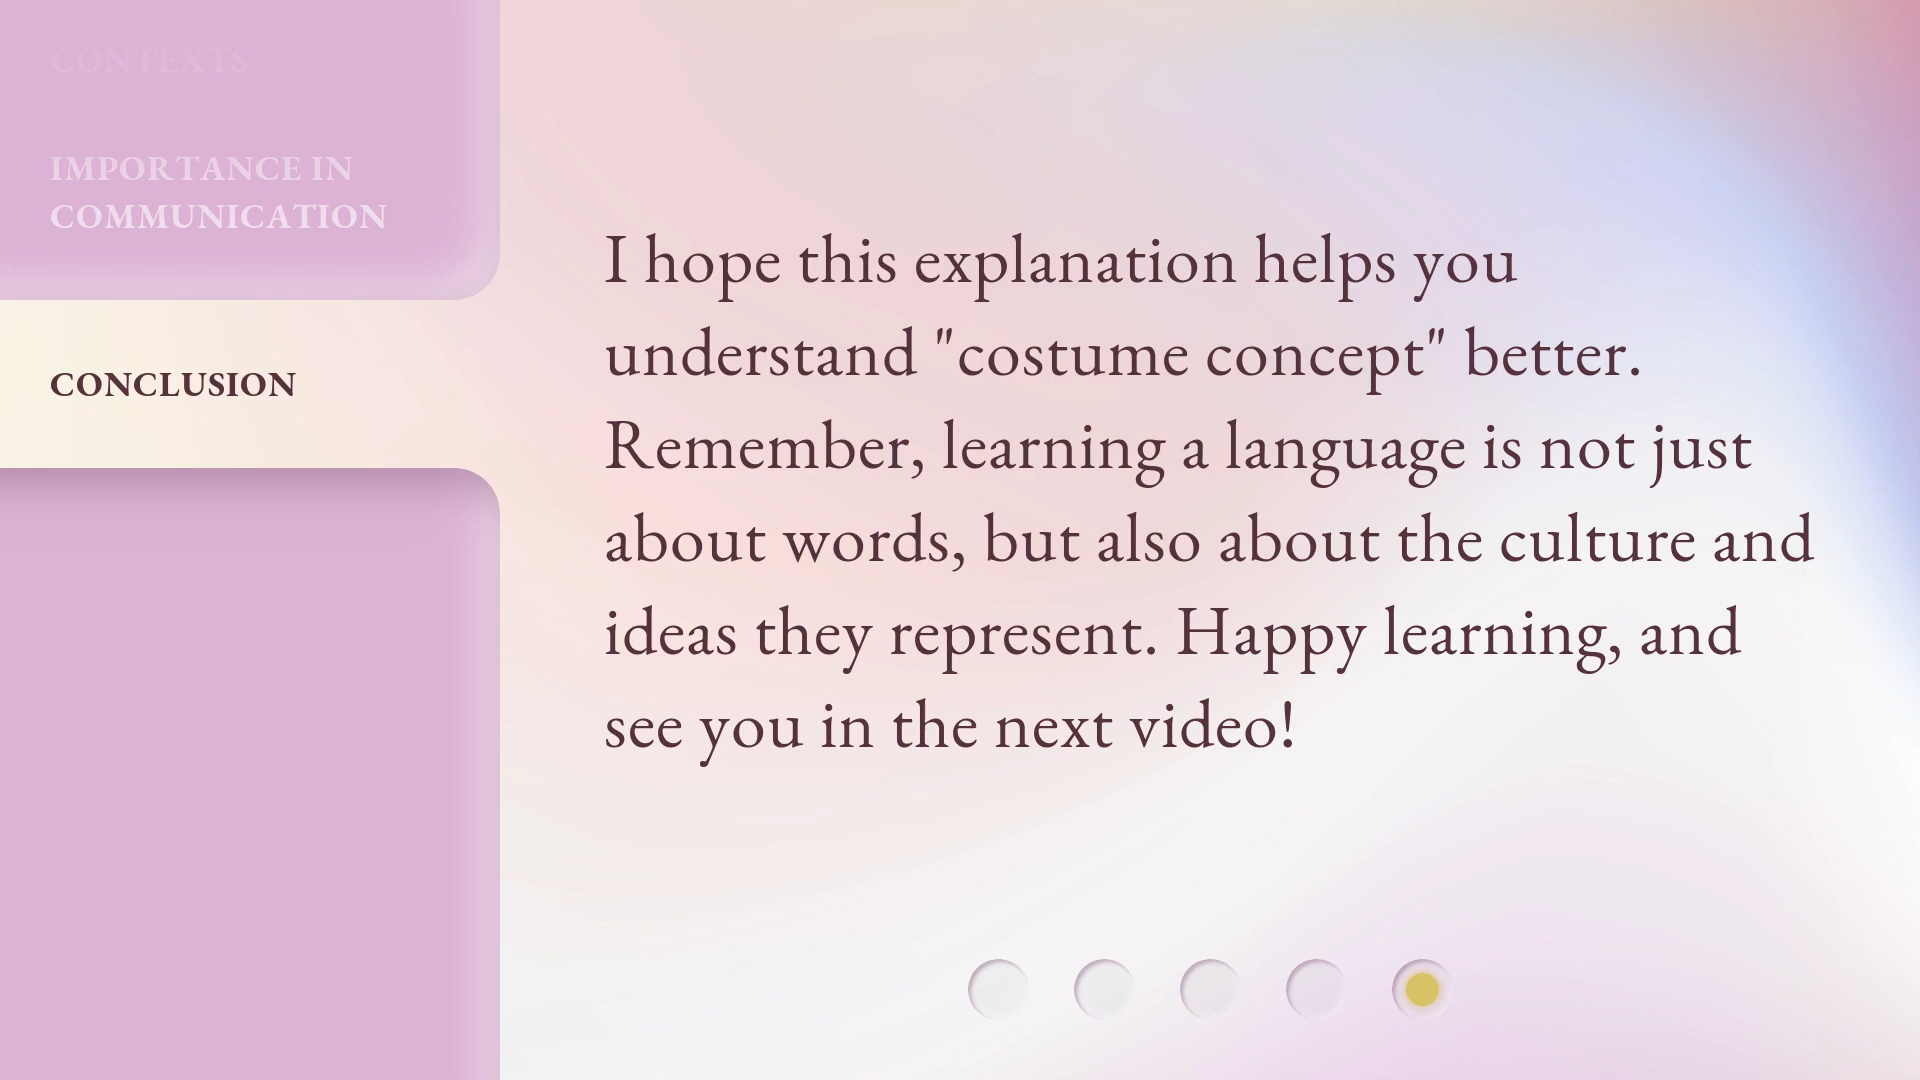 CONTEXTS
IMPORTANCE IN
COMMUNICATION
CONCLUSION
I hope this explanation helps you
understand "costume concept" better.
Remember, learning a language is not just
about words, but also about the culture and
ideas they represent. Happy learning, and
see you in the next video!